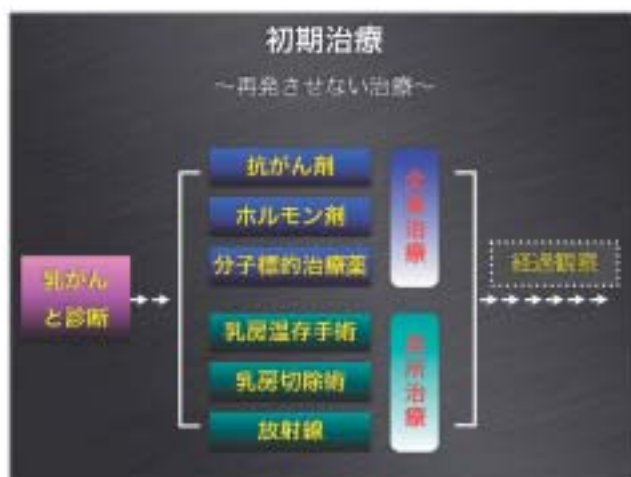 初期治療
〜再発させない治療〜
抗がん剤
ホルモン剤
分子標的治療薬
全身治療
乳がん
と診断
経過観察
乳房温存手術
乳房切除術
放射線
局所治療